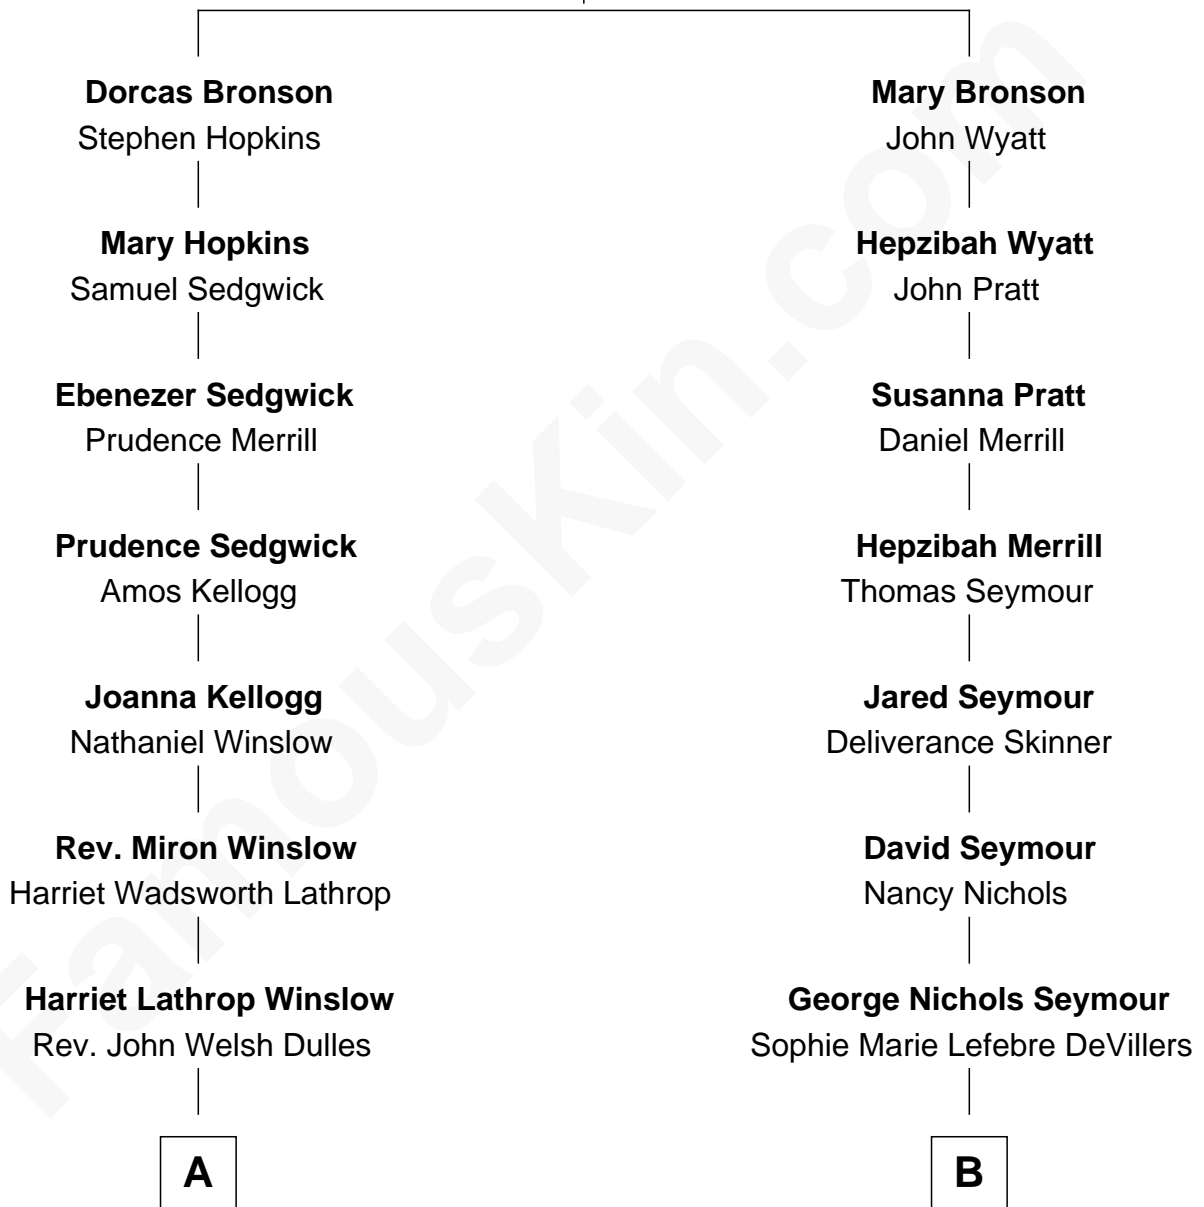 Dorcas Bronson
Stephen Hopkins
Mary Hopkins
Samuel Sedgwick
Ebenezer Sedgwick
Prudence Merrill
Prudence Sedgwick
Amos Kellogg
Joanna Kellogg
Nathaniel Winslow
Rev. Miron Winslow
Harriet Wadsworth Lathrop
Harriet Lathrop Winslow
Rev. John Welsh Dulles
A
Mary Bronson
John Wyatt
Hepzibah Wyatt
John Pratt
Susanna Pratt
Daniel Merrill
Hepzibah Merrill
Thomas Seymour
Jared Seymour
Deliverance Skinner
David Seymour
Nancy Nichols
George Nichols Seymour
Sophie Marie Lefebre DeVillers
B
FamousKin.com